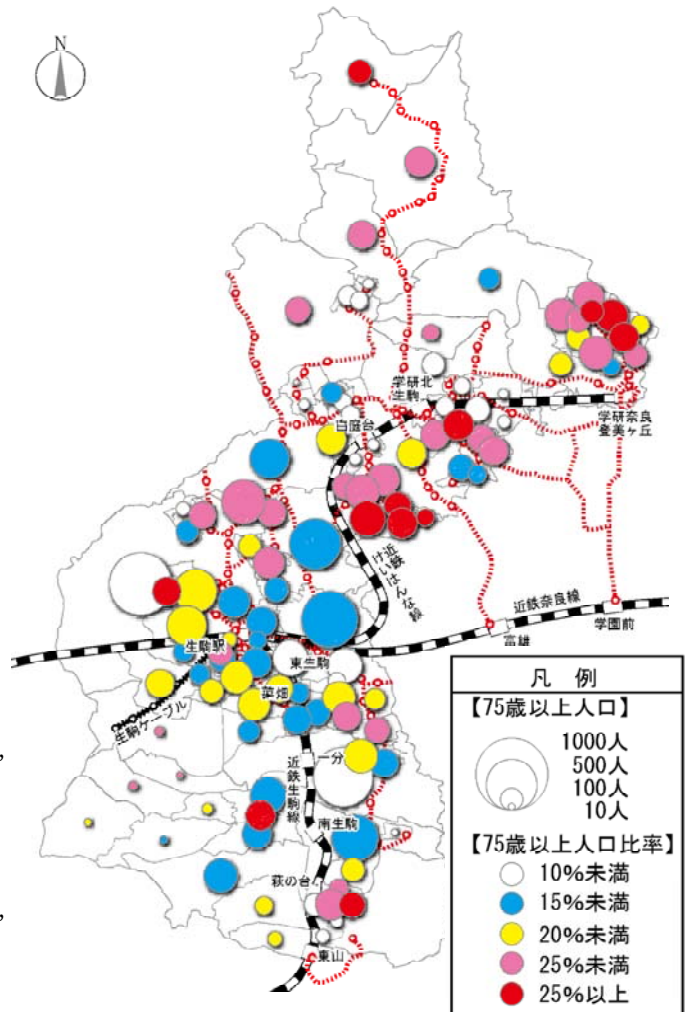 N
学研北
生駒
学研奈良
登美ヶ丘
白庭台
近鉄
けいはんな線
近鉄奈良線
学園前
富雄
生駒駅
東生駒
菜畑
生駒ケーブル
一分
近鉄生駒線
南生駒
萩の台
東山
凡 例
【75歳以上人口】
1000人
500人
100人
10人
【75歳以上人口比率】
10%未満
15%未満
20%未満
25%未満
25%以上
,
,